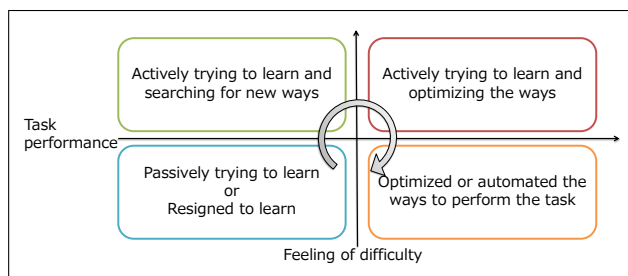 Actively trying to learn and
searching for new ways
Actively trying to learn and
optimizing the ways
Task
performance
Passively trying to learn
or
Resigned to learn
Optimized or automated the
ways to perform the task
Feeling of difficulty